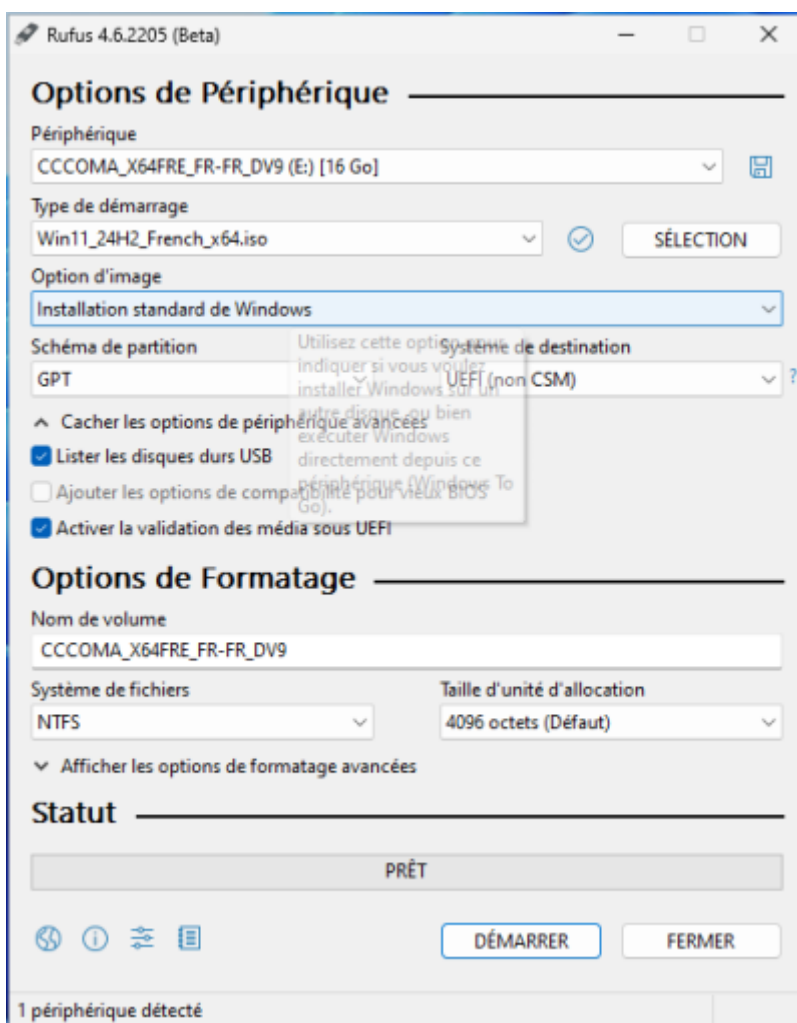 Rufus 4.6.2205 (Beta)
Options de Périphérique
Périphérique
CCCOMA_X64FRE_FR-FR_DV9 (E:) [16 Go]
Type de démarrage
Win11_24H2_French_x64.iso
SÉLECTION
Option d'image
Installation standard de Windows
Schéma de partition
Système de destination
GPT
UEFI (non CSM)
?
Utilisez cette option pour
indiquer si vous voulez
installer Windows sur un
autre disque, ou bien
exécuter Windows
directement depuis ce
périphérique (Windows To
Go).
Cacher les options de périphérique avancées
Lister les disques durs USB
Ajouter les options de compatibilité pour vieux BIOS
Activer la validation des média sous UEFI
Options de Formatage
Nom de volume
CCCOMA_X64FRE_FR-FR_DV9
Système de fichiers
Taille d'unité d'allocation
NTFS
4096 octets (Défaut)
Afficher les options de formatage avancées
Statut
PRÊT
DÉMARRER
FERMER
1 périphérique détecté